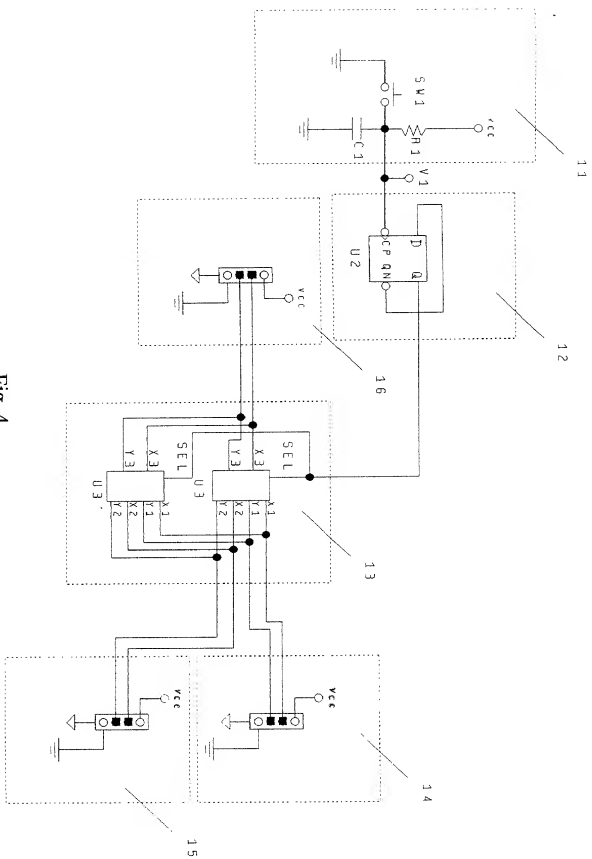 VCC
R1
SW1
C1
V1
11
D
Q
CP
QN
U2
12
VCC
16
SEL
X3
Y3
U3
X1
Y1
X2
Y2
SEL
X3
Y3
U3'
X1
Y1
X2
Y2
13
VCC
14
VCC
15
Fig. 4